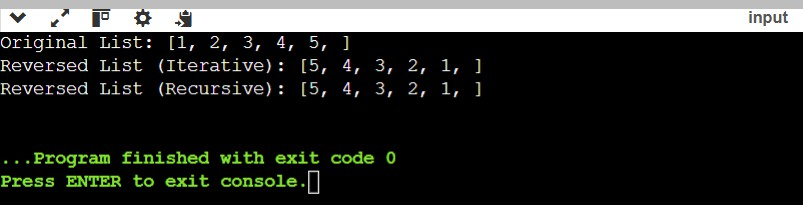 input
Original List: [1, 2, 3, 4, 5, ]
Reversed List (Iterative): [5, 4, 3, 2, 1, ]
Reversed List (Recursive): [5, 4, 3, 2, 1, ]
...Program finished with exit code 0
Press ENTER to exit console.